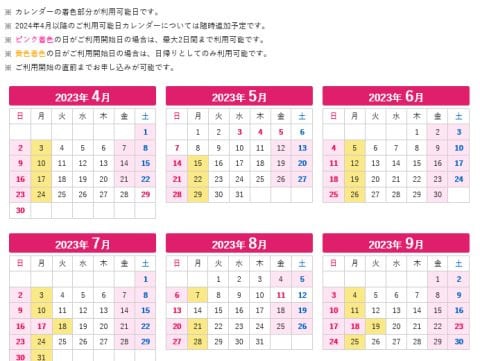 ※ カレンダーの着色部分が利用可能日です。
※ 2024年4月以降のご利用可能日カレンダーについては随時追加予定です。
※ ピンク着色の日がご利用開始日の場合は、最大2日間まで利用可能です。
※ 黄色着色の日がご利用開始日の場合は、日帰りとしてのみ利用可能です。
※ ご利用開始の直前までお申し込みが可能です。
2023年 4月
日 月 火 水 木 金 土
1
2 3 4 5 6 7 8
9 10 11 12 13 14 15
16 17 18 19 20 21 22
23 24 25 26 27 28 29
30
2023年 5月
日 月 火 水 木 金 土
1 2 3 4 5 6
7 8 9 10 11 12 13
14 15 16 17 18 19 20
21 22 23 24 25 26 27
28 29 30 31
2023年 6月
日 月 火 水 木 金 土
1 2 3
4 5 6 7 8 9 10
11 12 13 14 15 16 17
18 19 20 21 22 23 24
25 26 27 28 29 30
2023年 7月
日 月 火 水 木 金 土
1
2 3 4 5 6 7 8
9 10 11 12 13 14 15
16 17 18 19 20 21 22
23 24 25 26 27 28 29
30 31
2023年 8月
日 月 火 水 木 金 土
1 2 3 4 5
6 7 8 9 10 11 12
13 14 15 16 17 18 19
20 21 22 23 24 25 26
27 28 29 30 31
2023年 9月
日 月 火 水 木 金 土
1 2
3 4 5 6 7 8 9
10 11 12 13 14 15 16
17 18 19 20 21 22 23
24 25 26 27 28 29 30